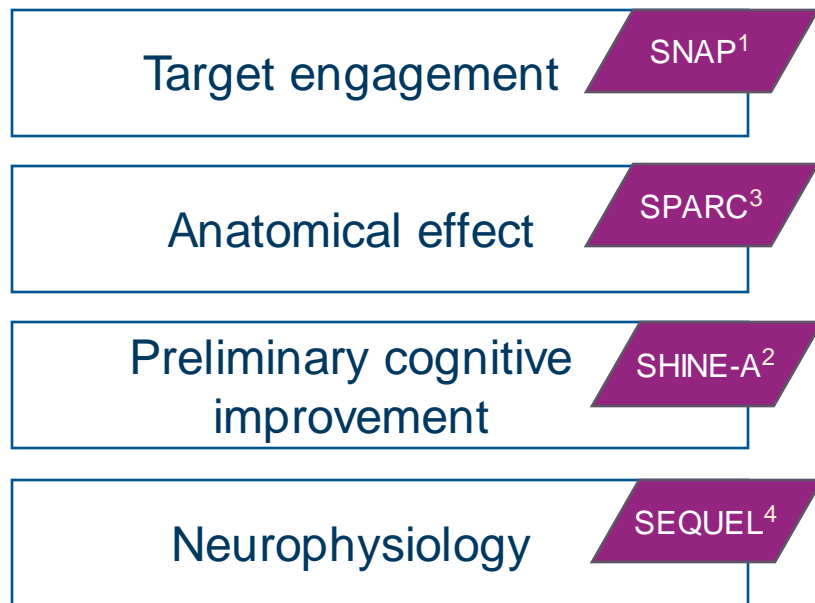 Target engagement
SNAP¹
Anatomical effect
SPARC³
Preliminary cognitive
improvement
SHINE-A²
Neurophysiology
SEQUEL⁴